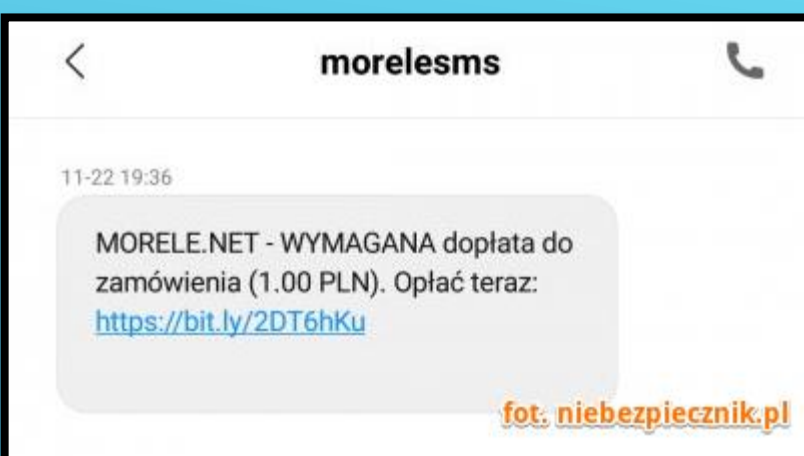 morelesms
11-22 19:36
MORELE.NET - WYMAGANA dopłata do
zamówienia (1.00 PLN). Opłać teraz:
https://bit.ly/2DT6hKu
fot. niebezpiecznik.pl